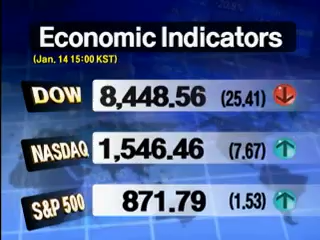 Economic Indicators
(Jan. 14 15:00 KST)
DOW 8,448.56 (25.41)
NASDAQ 1,546.46 (7.67)
S&P 500 871.79 (1.53)